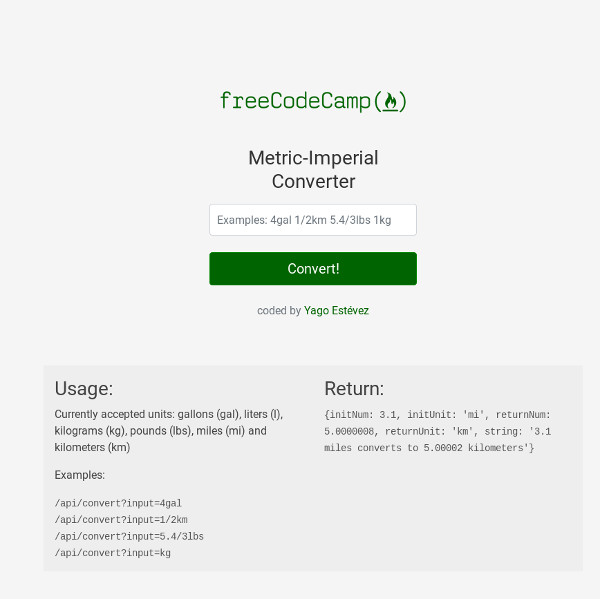 freeCodeCamp(🔥)
Metric-Imperial
Converter
Examples: 4gal 1/2km 5.4/3lbs 1kg
Convert!
coded by Yago Estévez
Usage:
Currently accepted units: gallons (gal), liters (l),
kilograms (kg), pounds (lbs), miles (mi) and
kilometers (km)
Examples:
/api/convert?input=4gal
/api/convert?input=1/2km
/api/convert?input=5.4/3lbs
/api/convert?input=kg
Return:
{initNum: 3.1, initUnit: 'mi', returnNum:
5.0000008, returnUnit: 'km', string: '3.1
miles converts to 5.00002 kilometers'}